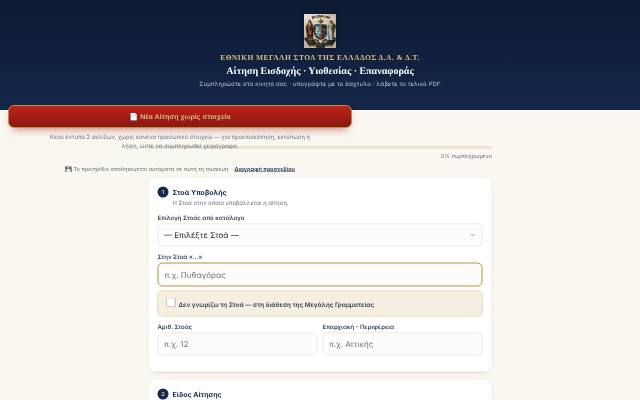 ΕΘΝΙΚΗ ΜΕΓΑΛΗ ΣΤΟΑ ΤΗΣ ΕΛΛΑΔΟΣ Δ.Α. & Δ.Τ.
Αίτηση Εισδοχής · Υιοθεσίας · Επαναφοράς
Συμπληρώστε στο κινητό σας · υπογράψτε με το δάχτυλο · λάβετε το τελικό PDF
📄 Νέα Αίτηση χωρίς στοιχεία
Κενό έντυπο 2 σελίδων, χωρίς κανένα προσωπικό στοιχείο — για προεπισκόπηση, εκτύπωση ή
λήψη, ώστε να συμπληρωθεί χειρόγραφα.
0% συμπληρωμένο
💾 Το προσχέδιο αποθηκεύεται αυτόματα σε αυτή τη συσκευή · Διαγραφή προσχεδίου
1 Στοά Υποβολής
Η Στοά στην οποία υποβάλλεται η αίτηση.
Επιλογή Στοάς από κατάλογο
— Επιλέξτε Στοά —
Στην Στοά «...»
π.χ. Πυθαγόρας
Δεν γνωρίζω τη Στοά — στη διάθεση της Μεγάλης Γραμματείας
Αριθ. Στοάς
Επαρχιακή - Περιφέρεια
π.χ. 12
π.χ. Αττικής
2 Είδος Αίτησης